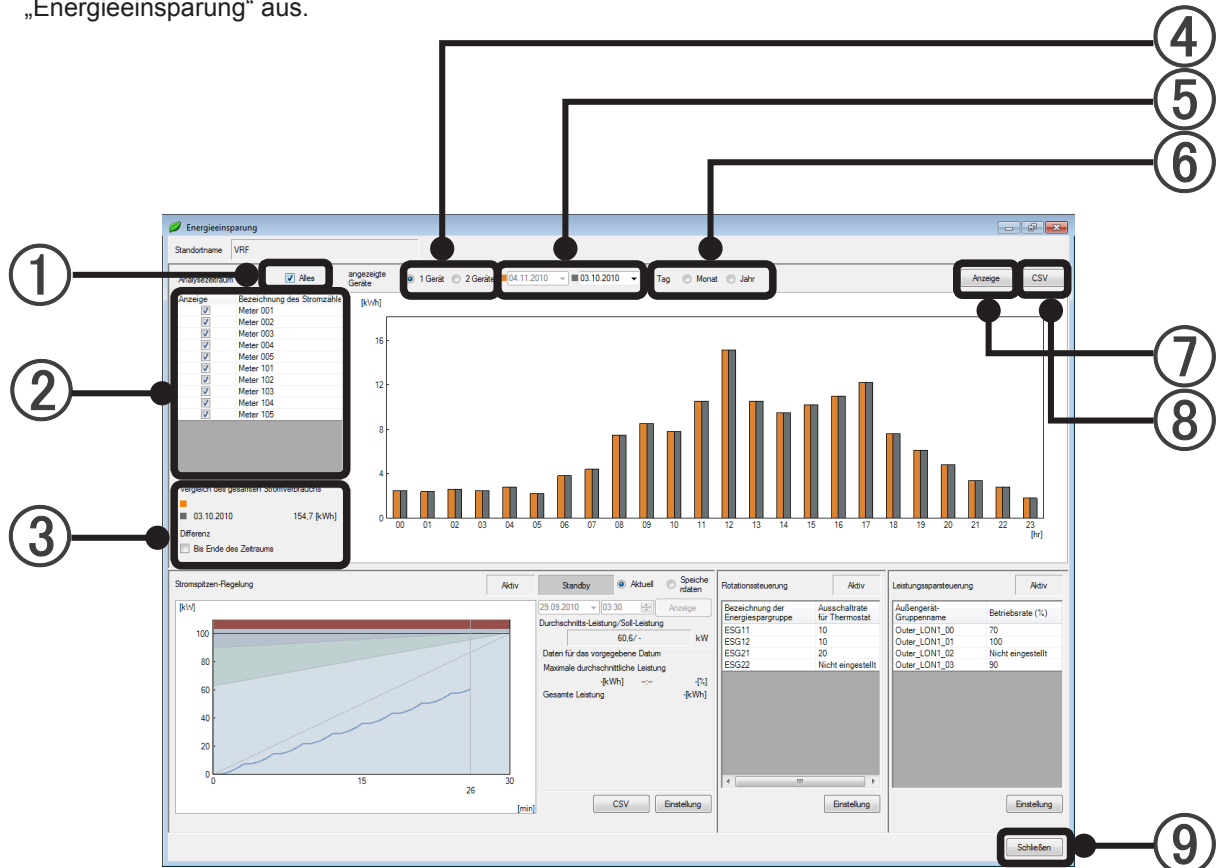 „Energieeinsparung“ aus.
④
⑤
⑥
①
②
③
⑦
⑧
⑨
Energieeinsparung
Standortname VRF
Analysezeitraum Alles angezeigte Geräte 1 Gerät 2 Geräte 04.11.2010 03.10.2010 Tag Monat Jahr Anzeige CSV
Anzeige Bezeichnung des Stromzähle
Meter 001
Meter 002
Meter 003
Meter 004
Meter 005
Meter 101
Meter 102
Meter 103
Meter 104
Meter 105
[kWh]
16
12
8
4
0
00 01 02 03 04 05 06 07 08 09 10 11 12 13 14 15 16 17 18 19 20 21 22 23
[hr]
Vergleich des gesamten Stromverbrauchs
03.10.2010 154,7 [kWh]
Differenz
Bis Ende des Zeitraums
Stromspitzen-Regelung Aktiv
[kW]
100
80
60
40
20
0
0 15 26 30
[min]
Standby Aktuell Speiche rdaten
29.09.2010 03:30 Anzeige
Durchschnitts-Leistung/Soll-Leistung
60,6/ - kW
Daten für das vorgegebene Datum
Maximale durchschnittliche Leistung
-[kWh] --:-- -[%]
Gesamte Leistung -[kWh]
CSV Einstellung
Rotationssteuerung Aktiv
Bezeichnung der Energiespargruppe Ausschaltrate für Thermostat
ESG11 10
ESG12 10
ESG21 20
ESG22 Nicht eingestellt
Einstellung
Leistungssparsteuerung Aktiv
Außengerät-Gruppenname Betriebsrate (%)
Outer_LON1_00 70
Outer_LON1_01 100
Outer_LON1_02 Nicht eingestellt
Outer_LON1_03 90
Einstellung
Schließen